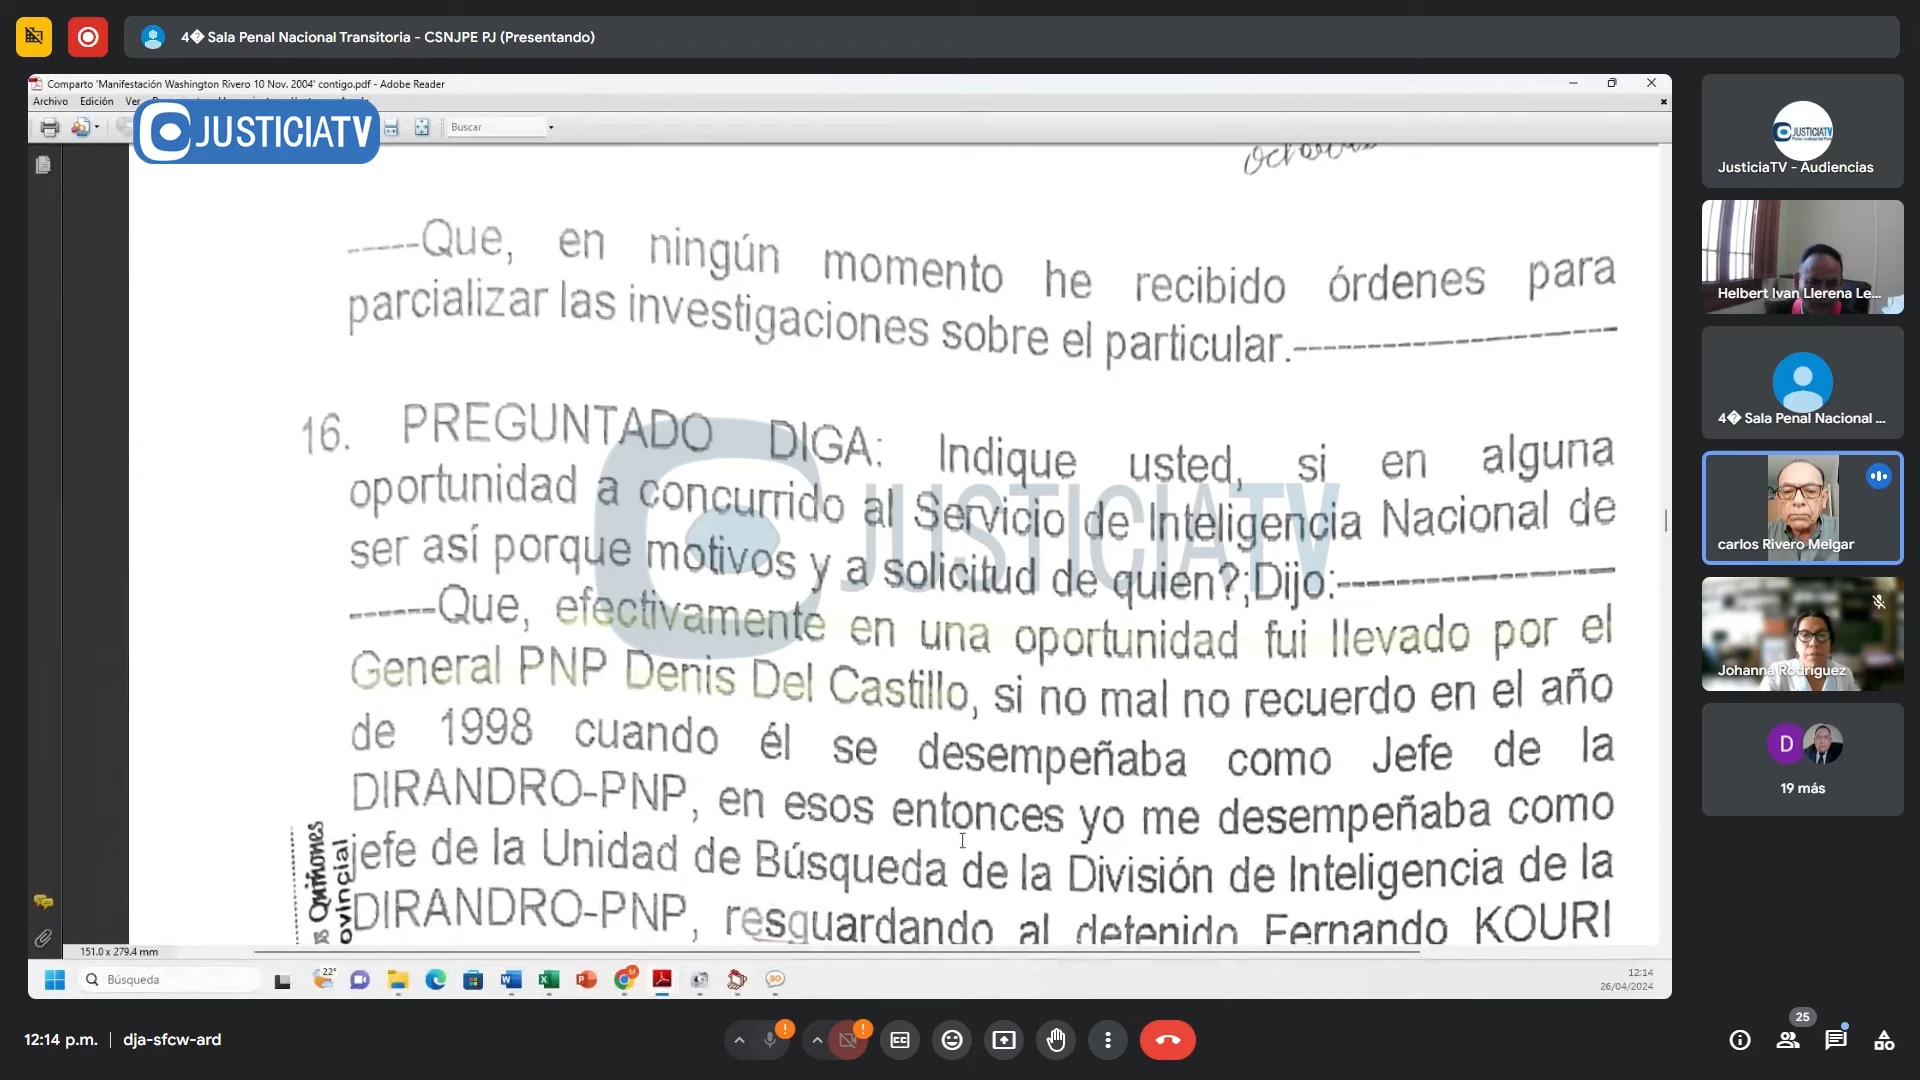 4� Sala Penal Nacional Transitoria - CSNJPE PJ (Presentando)
Comparto 'Manifestación Washington Rivero 10 Nov. 2004' contigo.pdf - Adobe Reader
Archivo Edición Ver
JUSTICIATV
Buscar
-----Que, en ningún momento he recibido órdenes para
parcializar las investigaciones sobre el particular.--------------------
16. PREGUNTADO DIGA: Indique usted, si en alguna
oportunidad a concurrido al Servicio de Inteligencia Nacional de
ser así porque motivos y a solicitud de quien?;Dijo:------------------
------Que, efectivamente en una oportunidad fui llevado por el
General PNP Denis Del Castillo, si no mal no recuerdo en el año
de 1998 cuando él se desempeñaba como Jefe de la
DIRANDRO-PNP, en esos entonces yo me desempeñaba como
jefe de la Unidad de Búsqueda de la División de Inteligencia de la
DIRANDRO-PNP, resguardando al detenido Fernando KOURI
JUSTICIATV
Quiñones
ovincial
151.0 x 279.4 mm
22°
Búsqueda
12:14
26/04/2024
JUSTICIATV
JusticiaTV - Audiencias
Helbert Ivan Llerena Le...
4� Sala Penal Nacional ...
carlos Rivero Melgar
Johanna Rodriguez
D
19 más
12:14 p.m.
dja-sfcw-ard
25